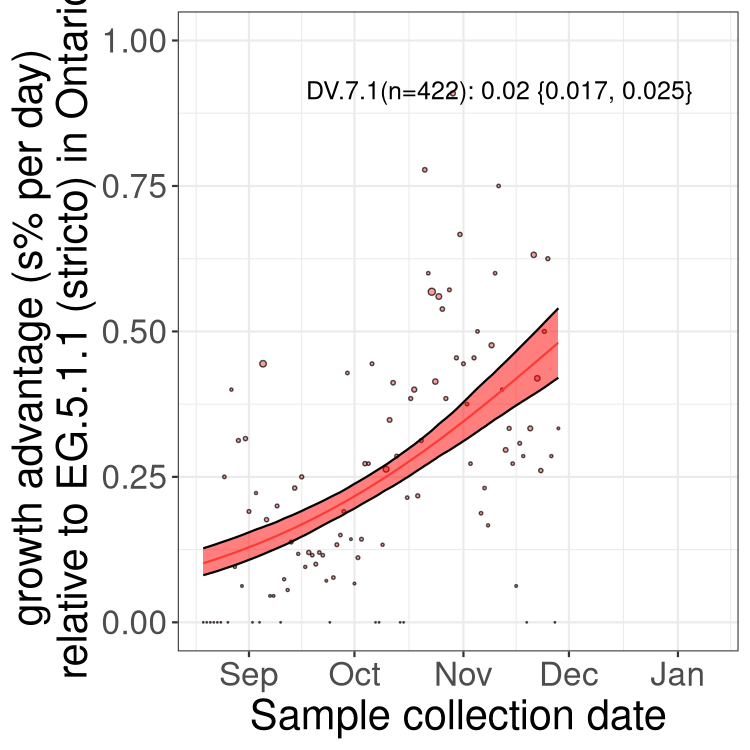 growth advantage (s% per day)
relative to EG.5.1.1 (stricto) in Ontario
1.00
0.75
0.50
0.25
0.00
DV.7.1(n=422): 0.02 {0.017, 0.025}
Sep Oct Nov Dec Jan
Sample collection date